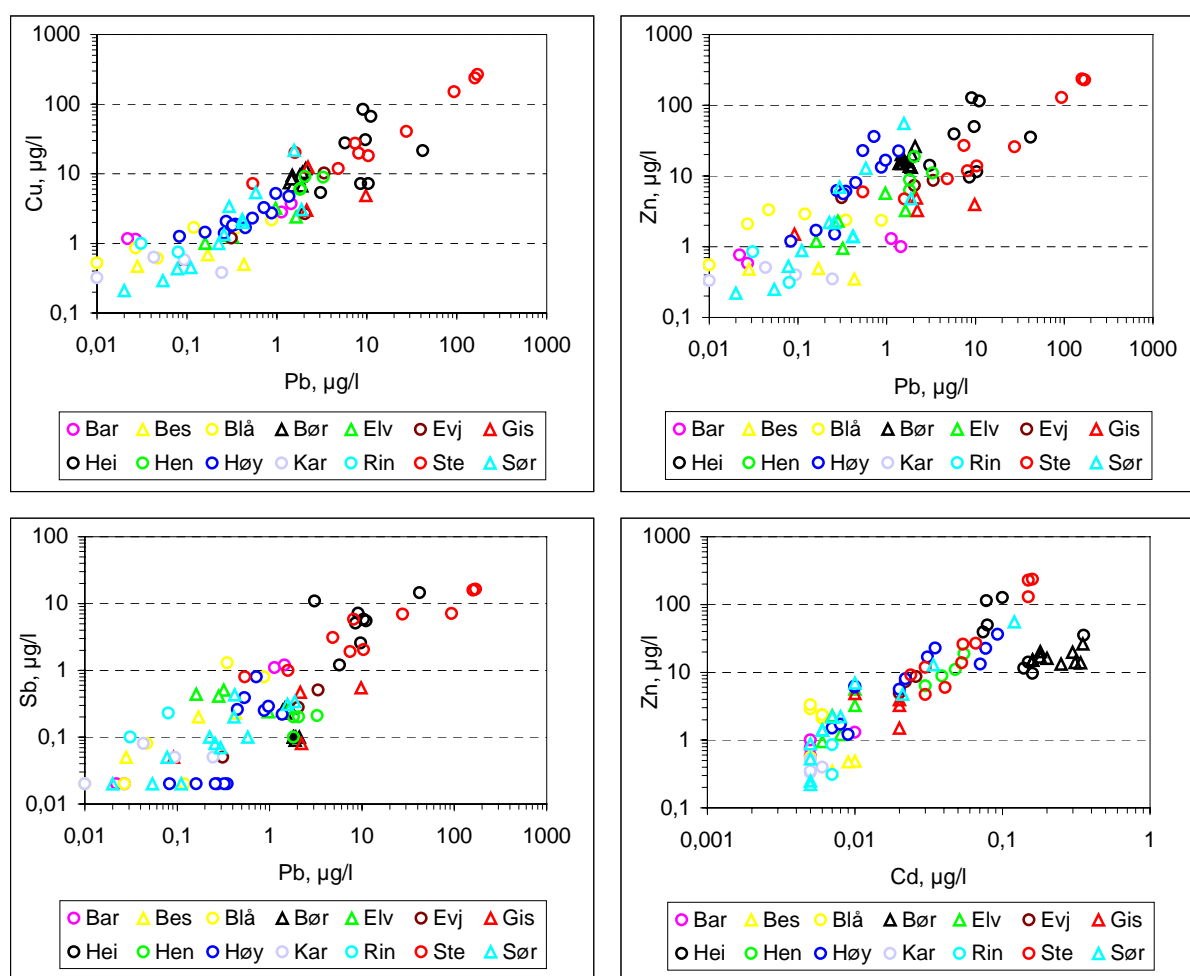 1000
100
10
1
0,1
Cu, µg/l
0,01 0,1 1 10 100 1000
Pb, µg/l
Bar Bes Blå Bør Elv Evj Gis
Hei Hen Høy Kar Rin Ste Sør
1000
100
10
1
0,1
Zn, µg/l
0,01 0,1 1 10 100 1000
Pb, µg/l
Bar Bes Blå Bør Elv Evj Gis
Hei Hen Høy Kar Rin Ste Sør
100
10
1
0,1
0,01
Sb, µg/l
0,01 0,1 1 10 100 1000
Pb, µg/l
Bar Bes Blå Bør Elv Evj Gis
Hei Hen Høy Kar Rin Ste Sør
1000
100
10
1
0,1
Zn, µg/l
0,001 0,01 0,1 1
Cd, µg/l
Bar Bes Blå Bør Elv Evj Gis
Hei Hen Høy Kar Rin Ste Sør